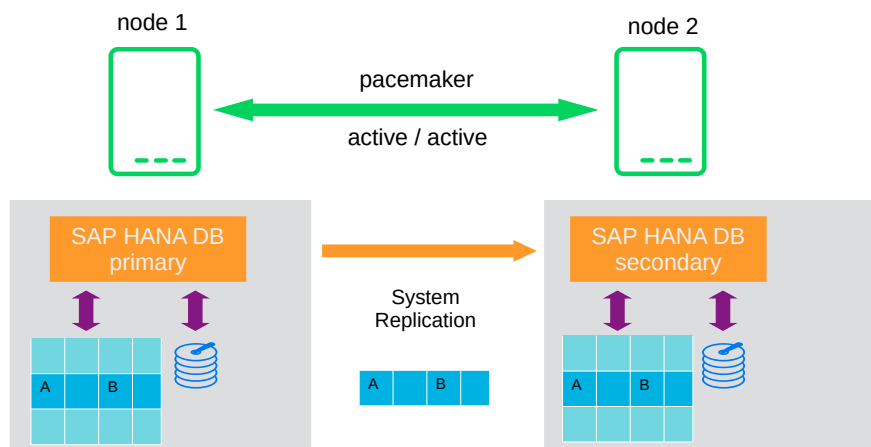 node 1
node 2
pacemaker
active / active
SAP HANA DB
primary
SAP HANA DB
secondary
System
Replication
A B
A B
A B